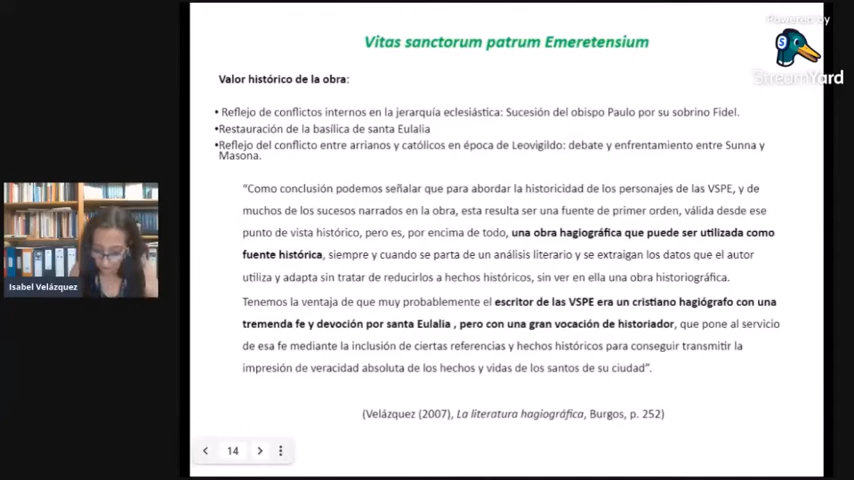 Vitas sanctorum patrum Emeretensium
Powered by
StreamYard
Valor histórico de la obra:
• Reflejo de conflictos internos en la jerarquía eclesiástica: Sucesión del obispo Paulo por su sobrino Fidel.
•Restauración de la basílica de santa Eulalia
•Reflejo del conflicto entre arrianos y católicos en época de Leovigildo: debate y enfrentamiento entre Sunna y
Masona.
“Como conclusión podemos señalar que para abordar la historicidad de los personajes de las VSPE, y de
muchos de los sucesos narrados en la obra, esta resulta ser una fuente de primer orden, válida desde ese
punto de vista histórico, pero es, por encima de todo, una obra hagiográfica que puede ser utilizada como
fuente histórica, siempre y cuando se parta de un análisis literario y se extraigan los datos que el autor
utiliza y adapta sin tratar de reducirlos a hechos históricos, sin ver en ella una obra historiográfica.
Tenemos la ventaja de que muy probablemente el escritor de las VSPE era un cristiano hagiógrafo con una
tremenda fe y devoción por santa Eulalia , pero con una gran vocación de historiador, que pone al servicio
de esa fe mediante la inclusión de ciertas referencias y hechos históricos para conseguir transmitir la
impresión de veracidad absoluta de los hechos y vidas de los santos de su ciudad”.
(Velázquez (2007), La literatura hagiográfica, Burgos, p. 252)
Isabel Velázquez
14